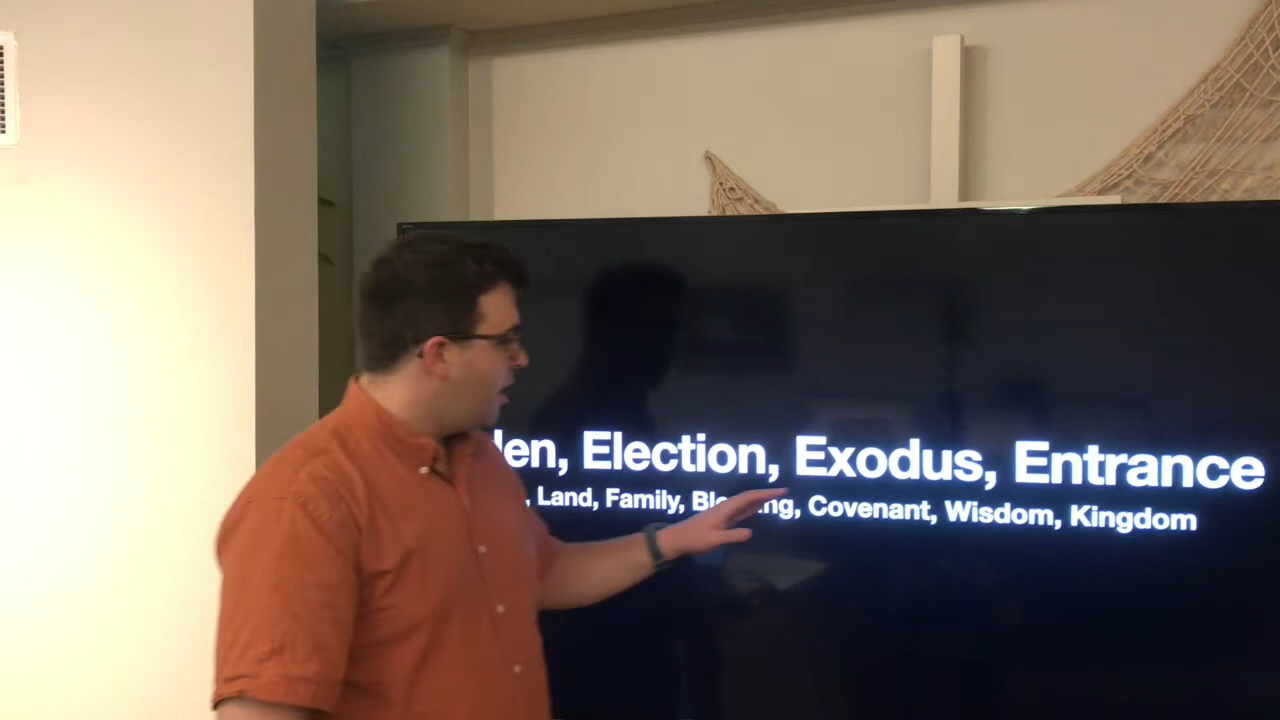 Election, Exodus, Entrance
Land, Family, Covenant, Wisdom, Kingdom